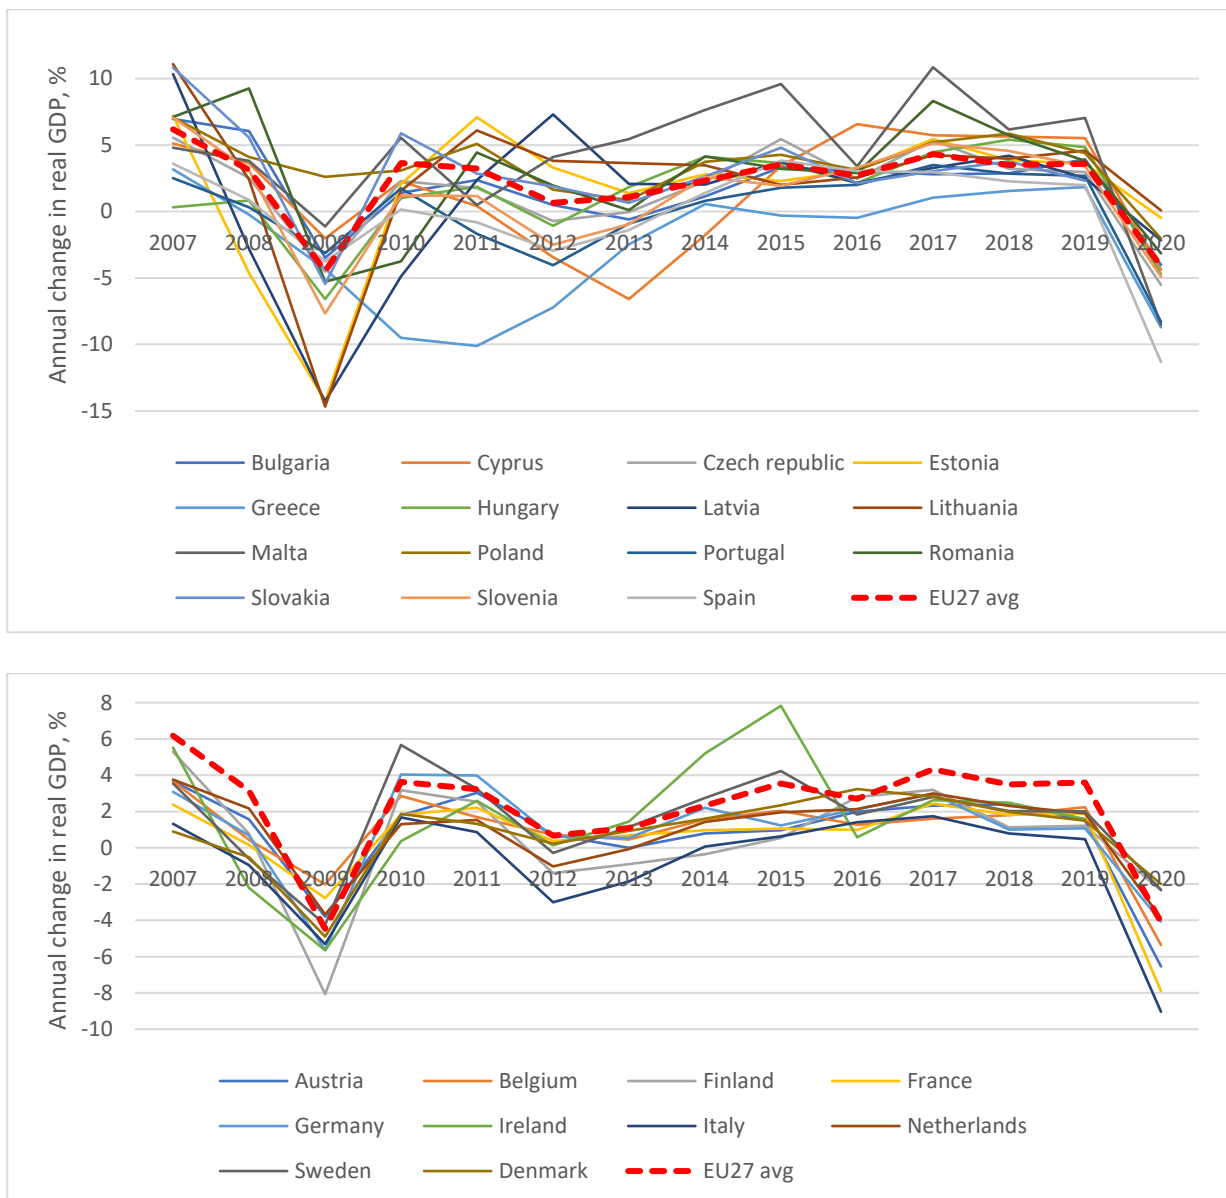 Annual change in real GDP, %
10
5
0
-5
-10
-15
2007 2008 2009 2010 2011 2012 2013 2014 2015 2016 2017 2018 2019 2020
Bulgaria Cyprus Czech republic Estonia
Greece Hungary Latvia Lithuania
Malta Poland Portugal Romania
Slovakia Slovenia Spain EU27 avg
Annual change in real GDP, %
8
6
4
2
0
-2
-4
-6
-8
-10
2007 2008 2009 2010 2011 2012 2013 2014 2015 2016 2017 2018 2019 2020
Austria Belgium Finland France
Germany Ireland Italy Netherlands
Sweden Denmark EU27 avg